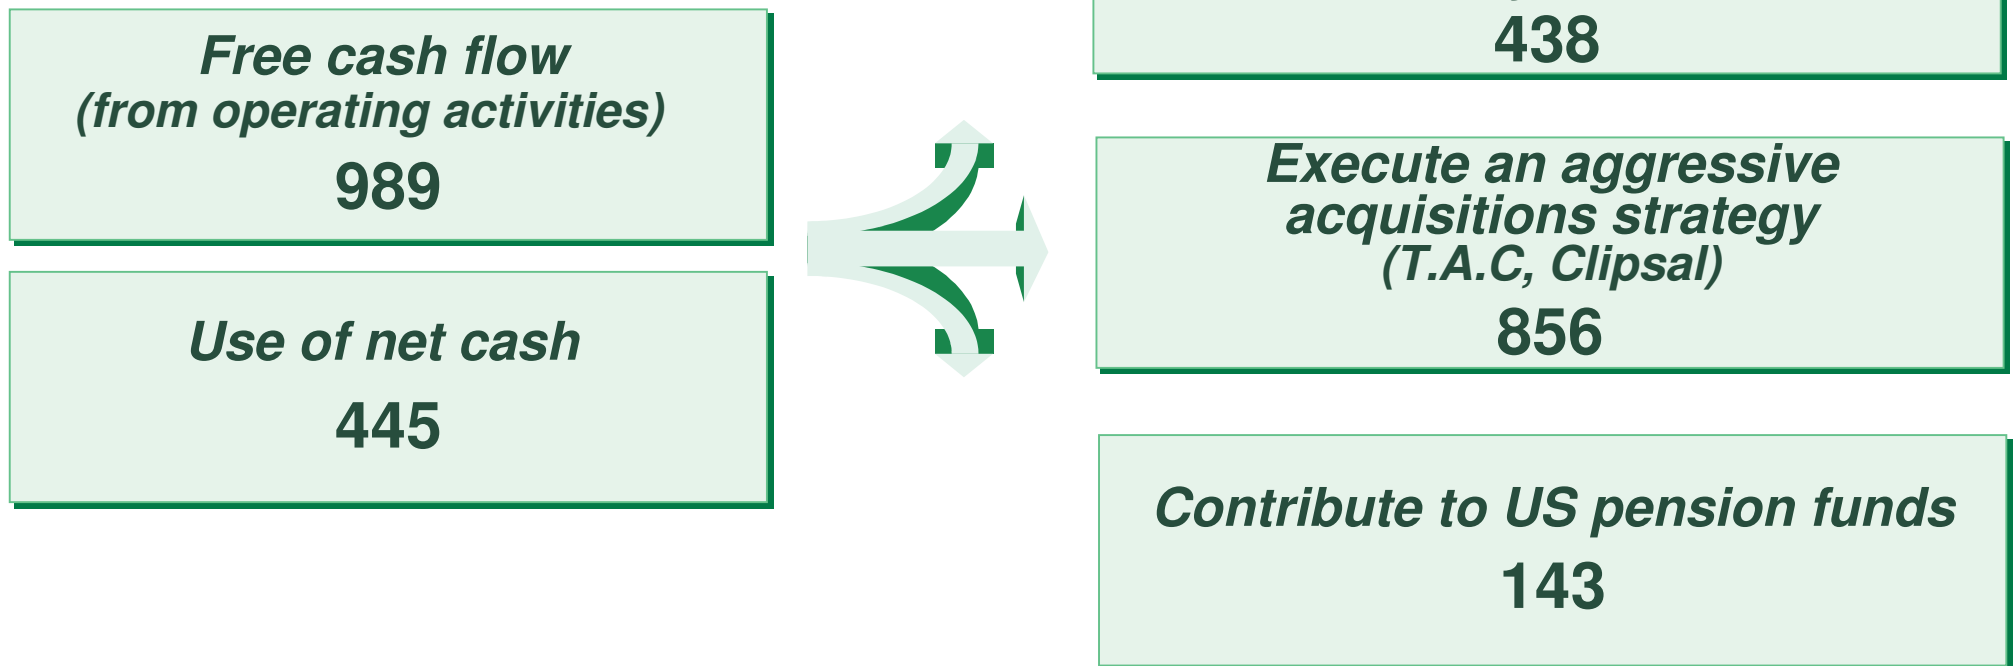 Free cash flow
(from operating activities)
989
Use of net cash
445
438
Execute an aggressive
acquisitions strategy
(T.A.C, Clipsal)
856
Contribute to US pension funds
143